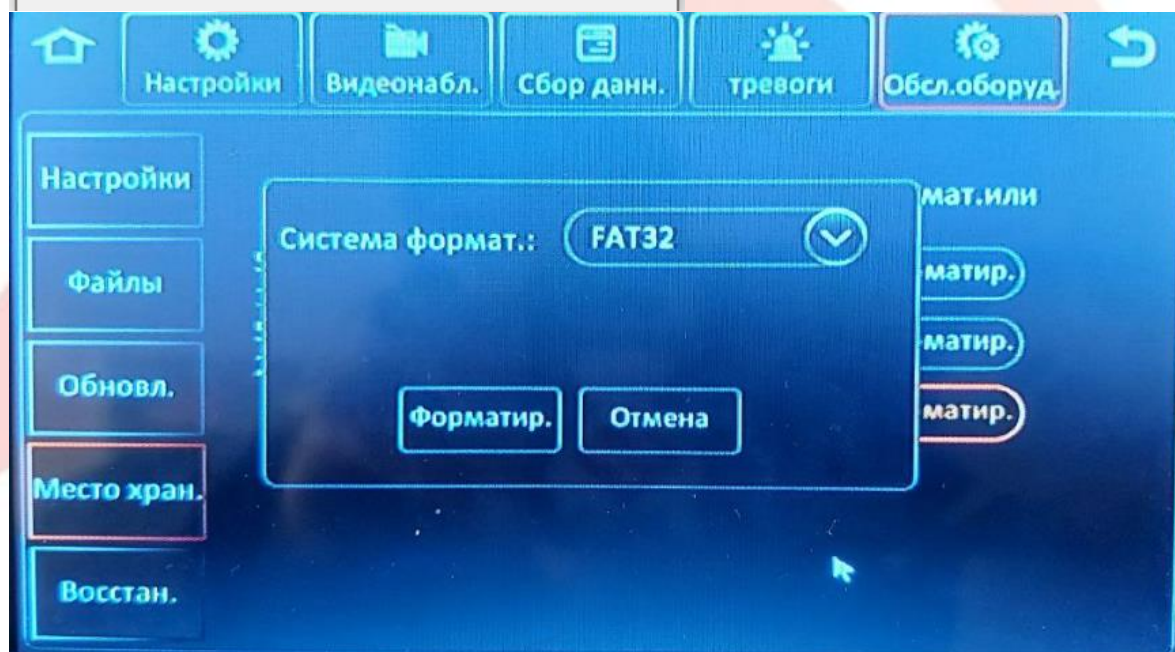 Настройки
Видеонабл.
Сбор данн.
тревоги
Обсл.оборуд.
Настройки
Файлы
Обновл.
Место хран.
Восстан.
мат.или
Система формат.: FAT32
матир.)
матир.)
матир.)
Форматир.
Отмена